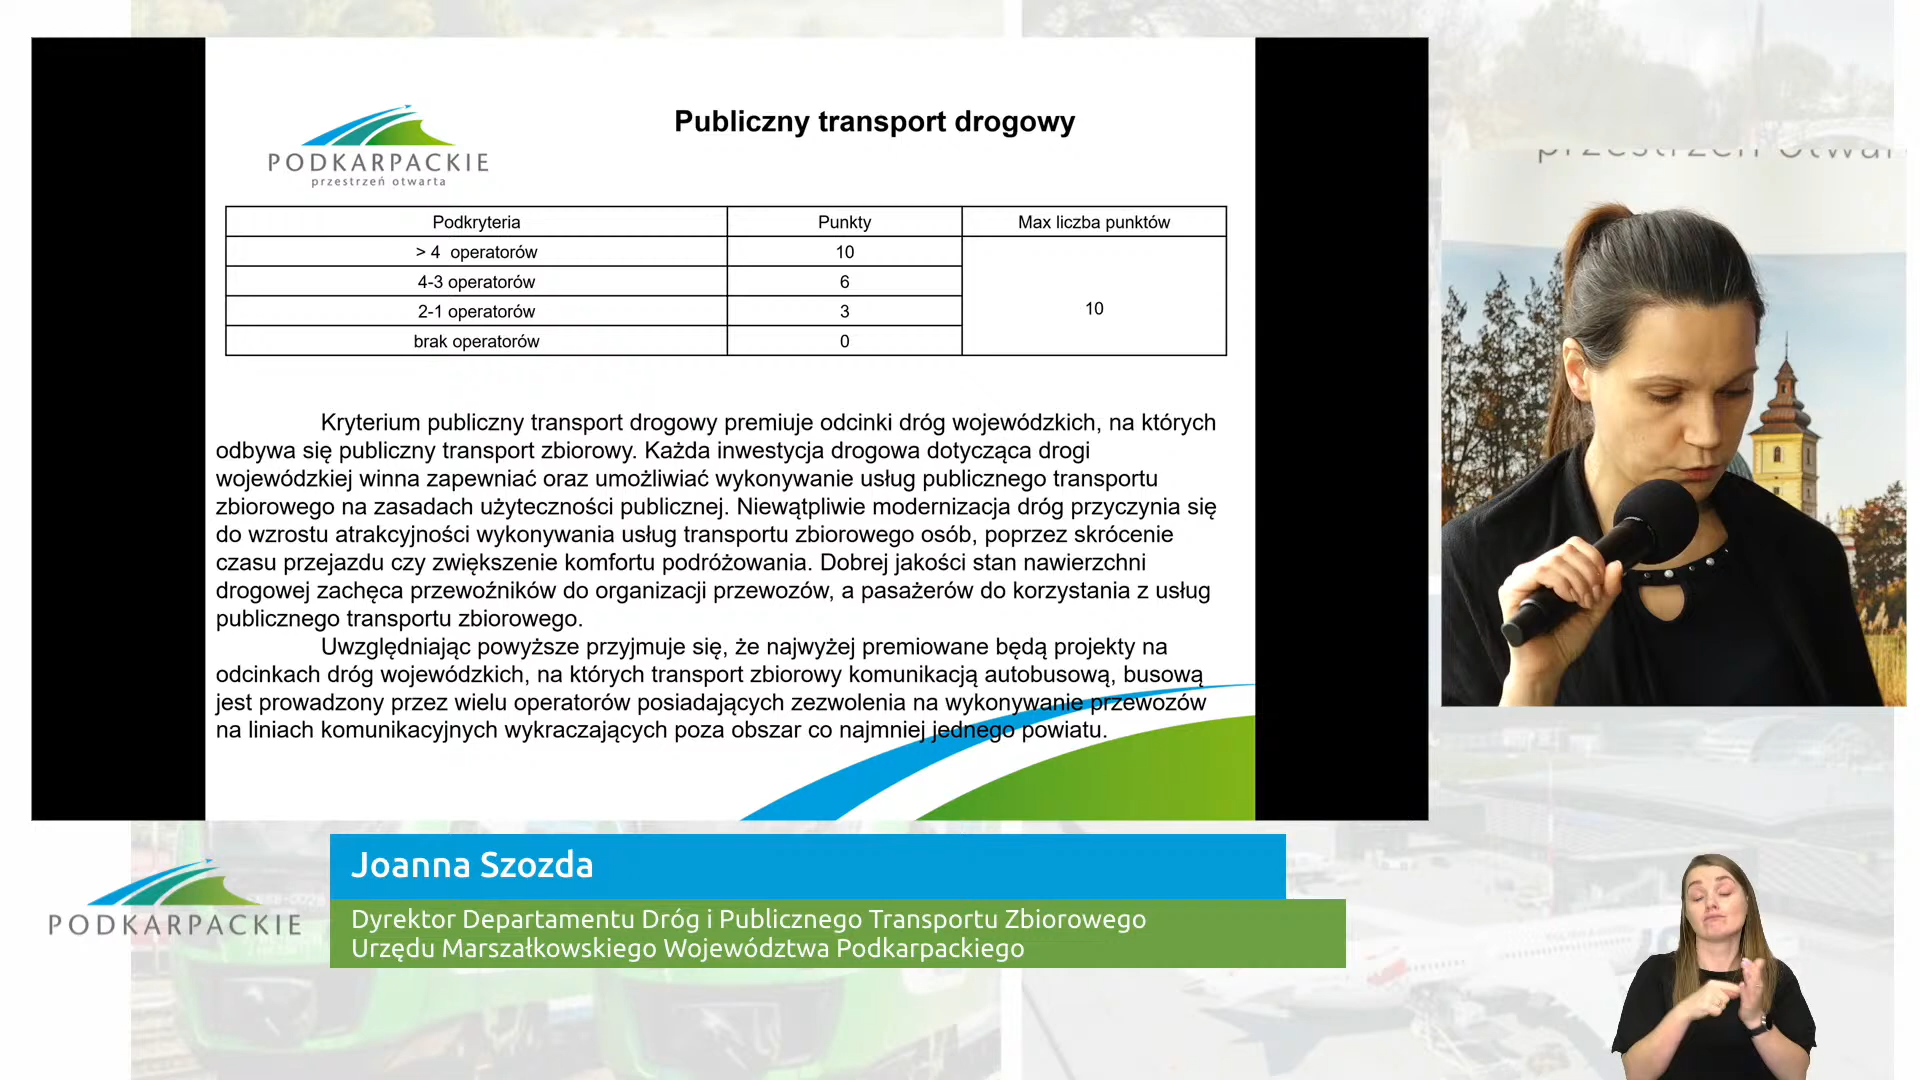 Publiczny transport drogowy
PODKARPACKIE
przestrzeń otwarta
Podkryteria Punkty Max liczba punktów
> 4 operatorów 10
4-3 operatorów 6
2-1 operatorów 3
10
brak operatorów 0
Kryterium publiczny transport drogowy premiuje odcinki dróg wojewódzkich, na których
odbywa się publiczny transport zbiorowy. Każda inwestycja drogowa dotycząca drogi
wojewódzkiej winna zapewniać oraz umożliwiać wykonywanie usług publicznego transportu
zbiorowego na zasadach użyteczności publicznej. Niewątpliwie modernizacja dróg przyczynia się
do wzrostu atrakcyjności wykonywania usług transportu zbiorowego osób, poprzez skrócenie
czasu przejazdu czy zwiększenie komfortu podróżowania. Dobrej jakości stan nawierzchni
drogowej zachęca przewoźników do organizacji przewozów, a pasażerów do korzystania z usług
publicznego transportu zbiorowego.
Uwzględniając powyższe przyjmuje się, że najwyżej premiowane będą projekty na
odcinkach dróg wojewódzkich, na których transport zbiorowy komunikacją autobusową, busową
jest prowadzony przez wielu operatorów posiadających zezwolenia na wykonywanie przewozów
na liniach komunikacyjnych wykraczających poza obszar co najmniej jednego powiatu.
przestrzeń otwar
Joanna Szozda
Dyrektor Departamentu Dróg i Publicznego Transportu Zbiorowego
Urzędu Marszałkowskiego Województwa Podkarpackiego
PODKARPACKIE